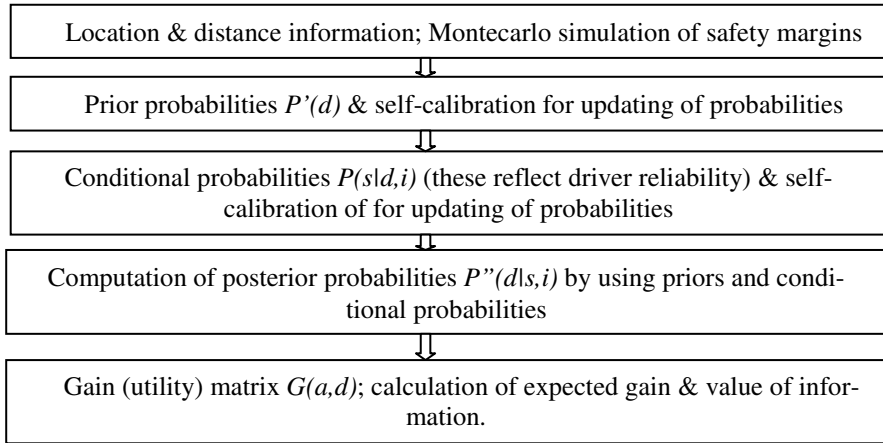 Location & distance information; Montecarlo simulation of safety margins
Prior probabilities P’(d) & self-calibration for updating of probabilities
Conditional probabilities P(s|d,i) (these reflect driver reliability) & self-
calibration of for updating of probabilities
Computation of posterior probabilities P”(d|s,i) by using priors and condi-
tional probabilities
Gain (utility) matrix G(a,d); calculation of expected gain & value of infor-
mation.